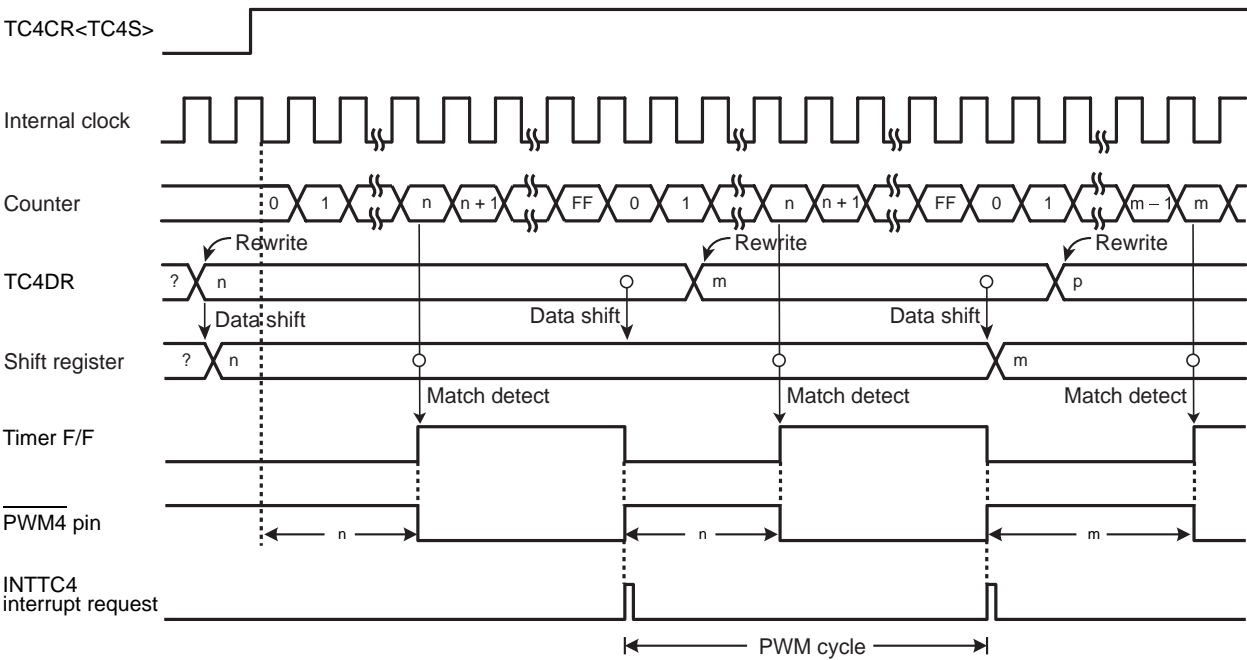 TC4CR<TC4S>
Internal clock
Counter 0 1 n n + 1 FF 0 1 n n + 1 FF 0 1 m – 1 m
Rewrite Rewrite Rewrite
TC4DR ? n m p
Data shift Data shift Data shift
Shift register ? n m
Match detect Match detect Match detect
Timer F/F
PWM4 pin
n n m
INTTC4
interrupt request
PWM cycle